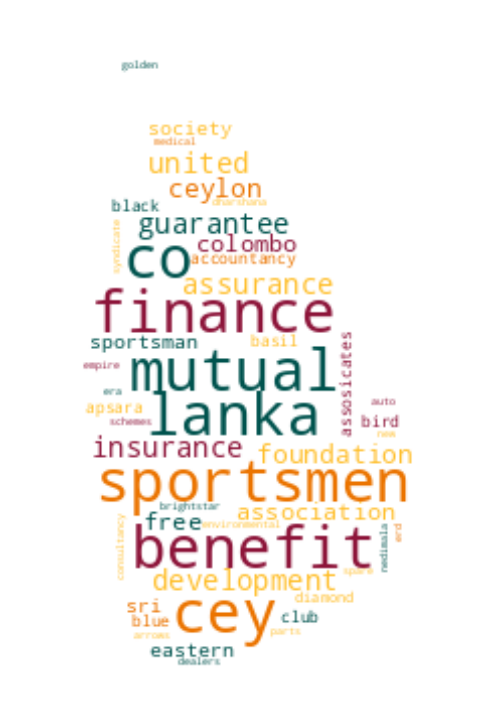 golden
society
medical
united
ceylon
dharshana
black
guarantee
syndicate
colombo
co
accountancy
assurance
finance
sportsman
basil
assosicates
empire
mutual
era
auto
apsara
lanka
schemes
bird
new
insurance
foundation
sportsmen
brightstar
association
free
environmental
consultancy
erd
nedimala
benefit
development
spare
diamond
sri
cey
blue
club
arrows
parts
eastern
dealers